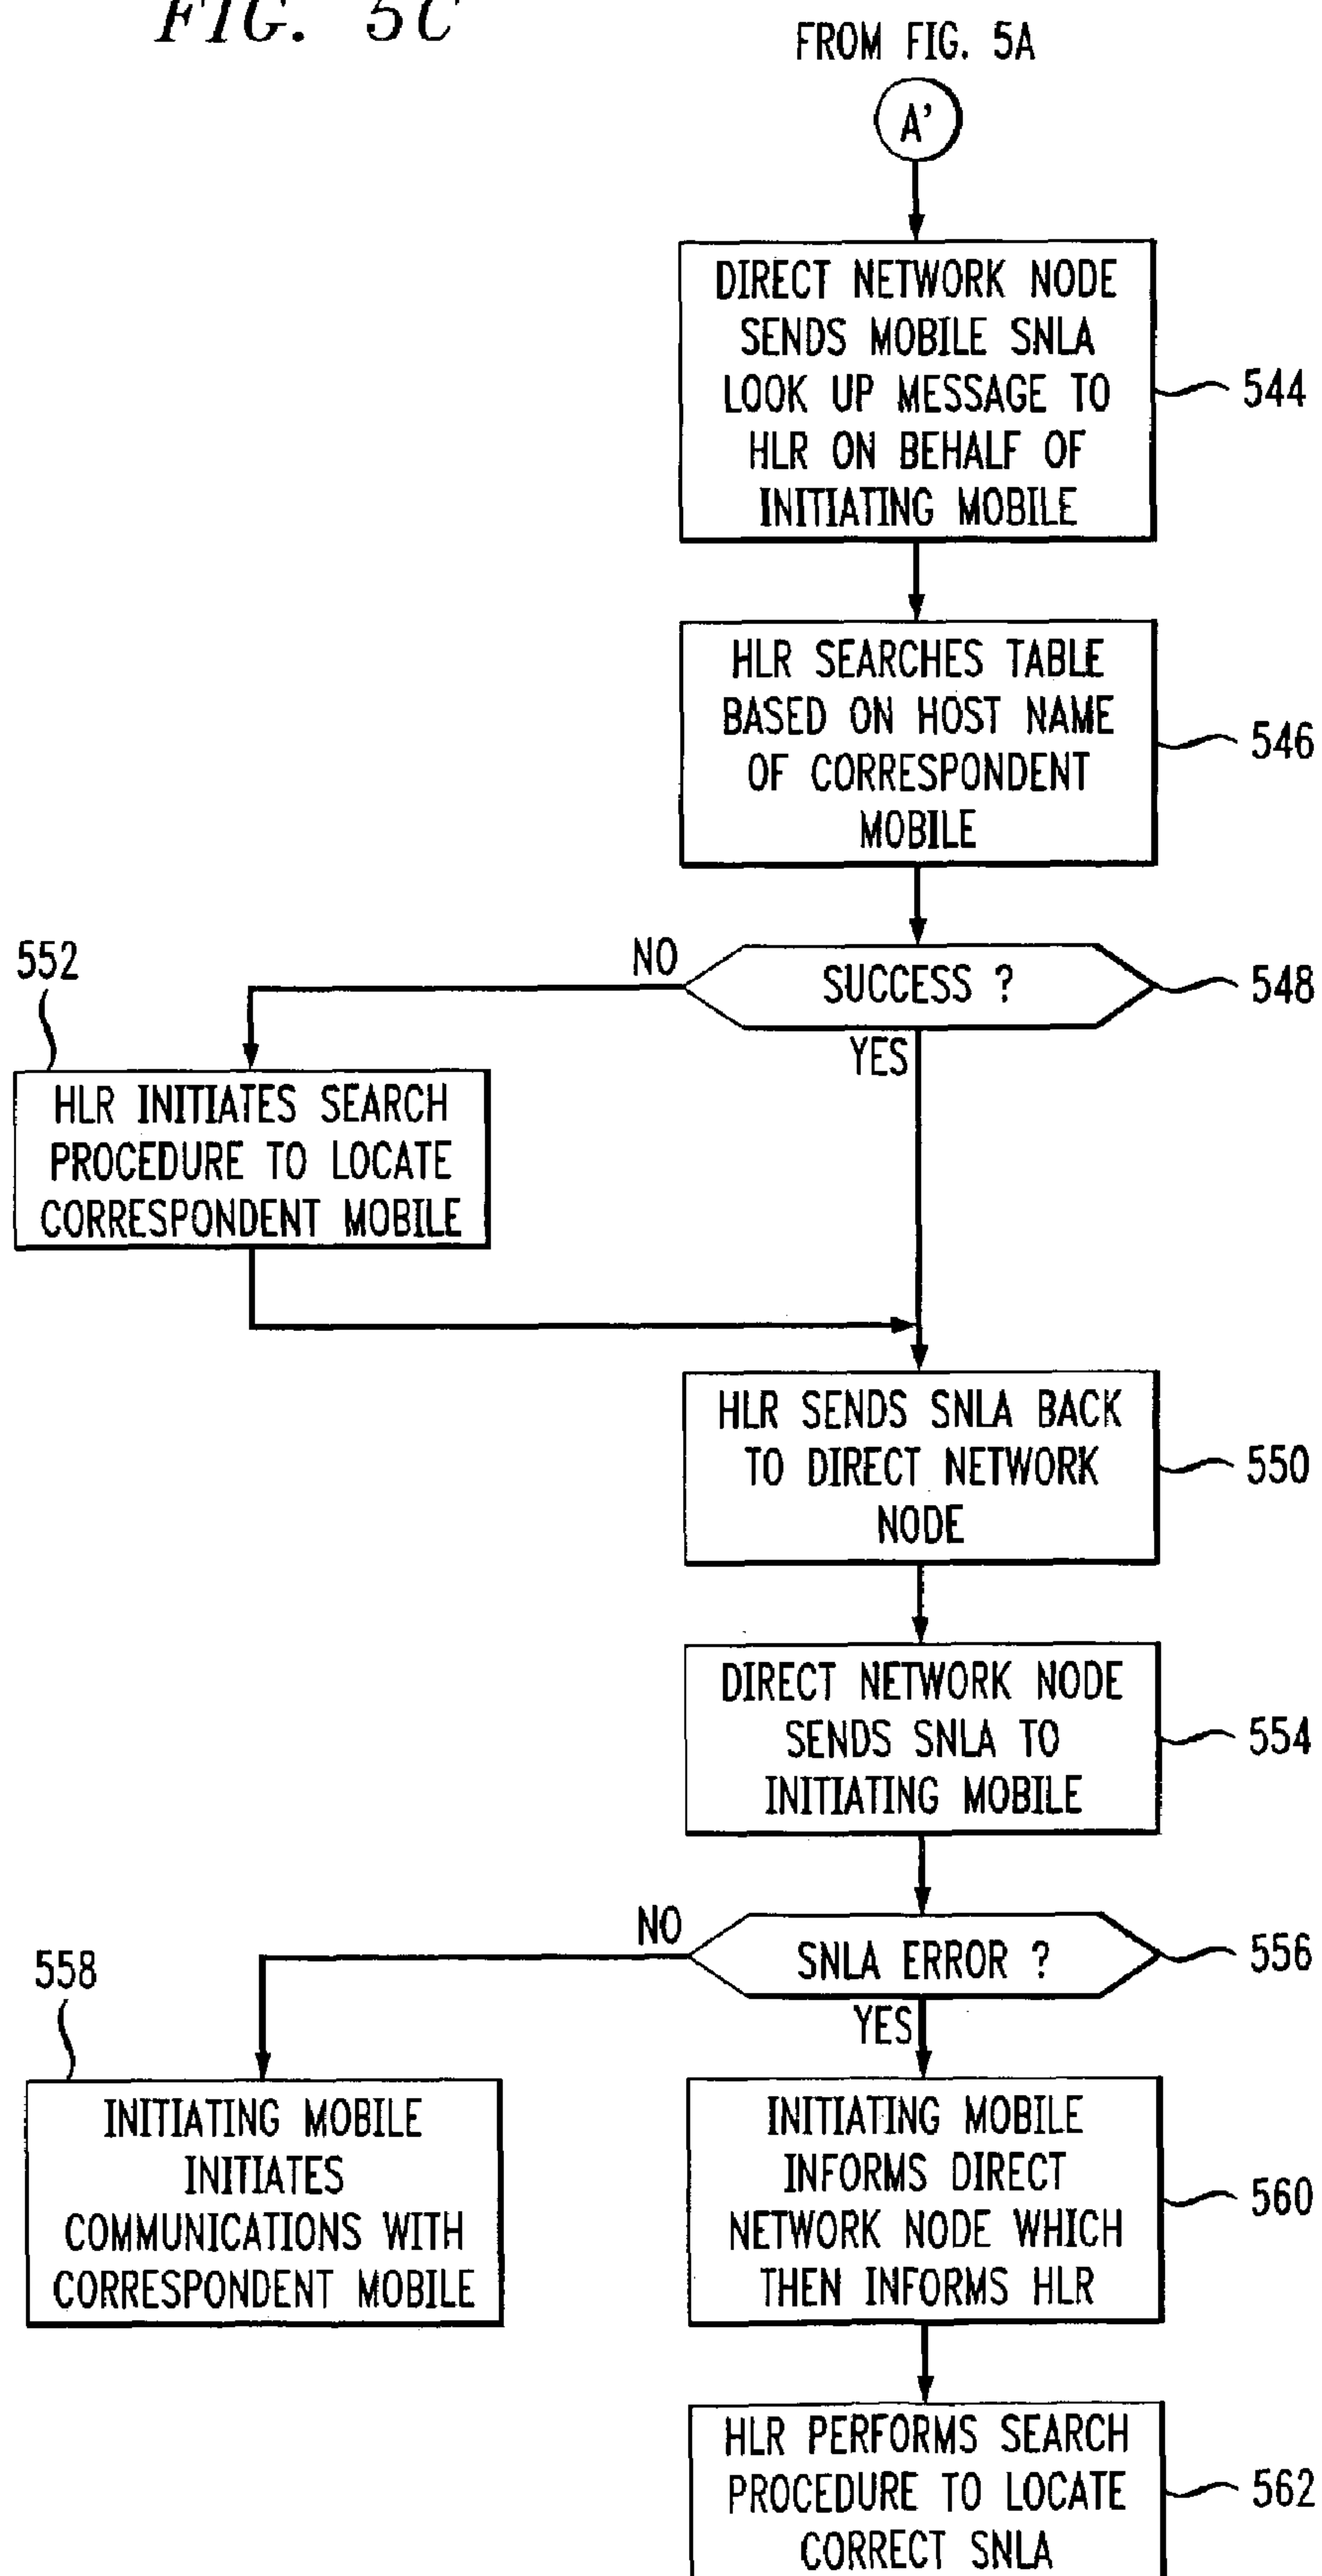 FIG. 5C
FROM FIG. 5A
A'
DIRECT NETWORK NODE
SENDS MOBILE SNLA
LOOK UP MESSAGE TO
HLR ON BEHALF OF
INITIATING MOBILE
544
HLR SEARCHES TABLE
BASED ON HOST NAME
OF CORRESPONDENT
MOBILE
546
SUCCESS ?
548
NO
YES
552
HLR INITIATES SEARCH
PROCEDURE TO LOCATE
CORRESPONDENT MOBILE
HLR SENDS SNLA BACK
TO DIRECT NETWORK
NODE
550
DIRECT NETWORK NODE
SENDS SNLA TO
INITIATING MOBILE
554
SNLA ERROR ?
556
NO
YES
558
INITIATING MOBILE
INITIATES
COMMUNICATIONS WITH
CORRESPONDENT MOBILE
INITIATING MOBILE
INFORMS DIRECT
NETWORK NODE WHICH
THEN INFORMS HLR
560
HLR PERFORMS SEARCH
PROCEDURE TO LOCATE
CORRECT SNLA
562